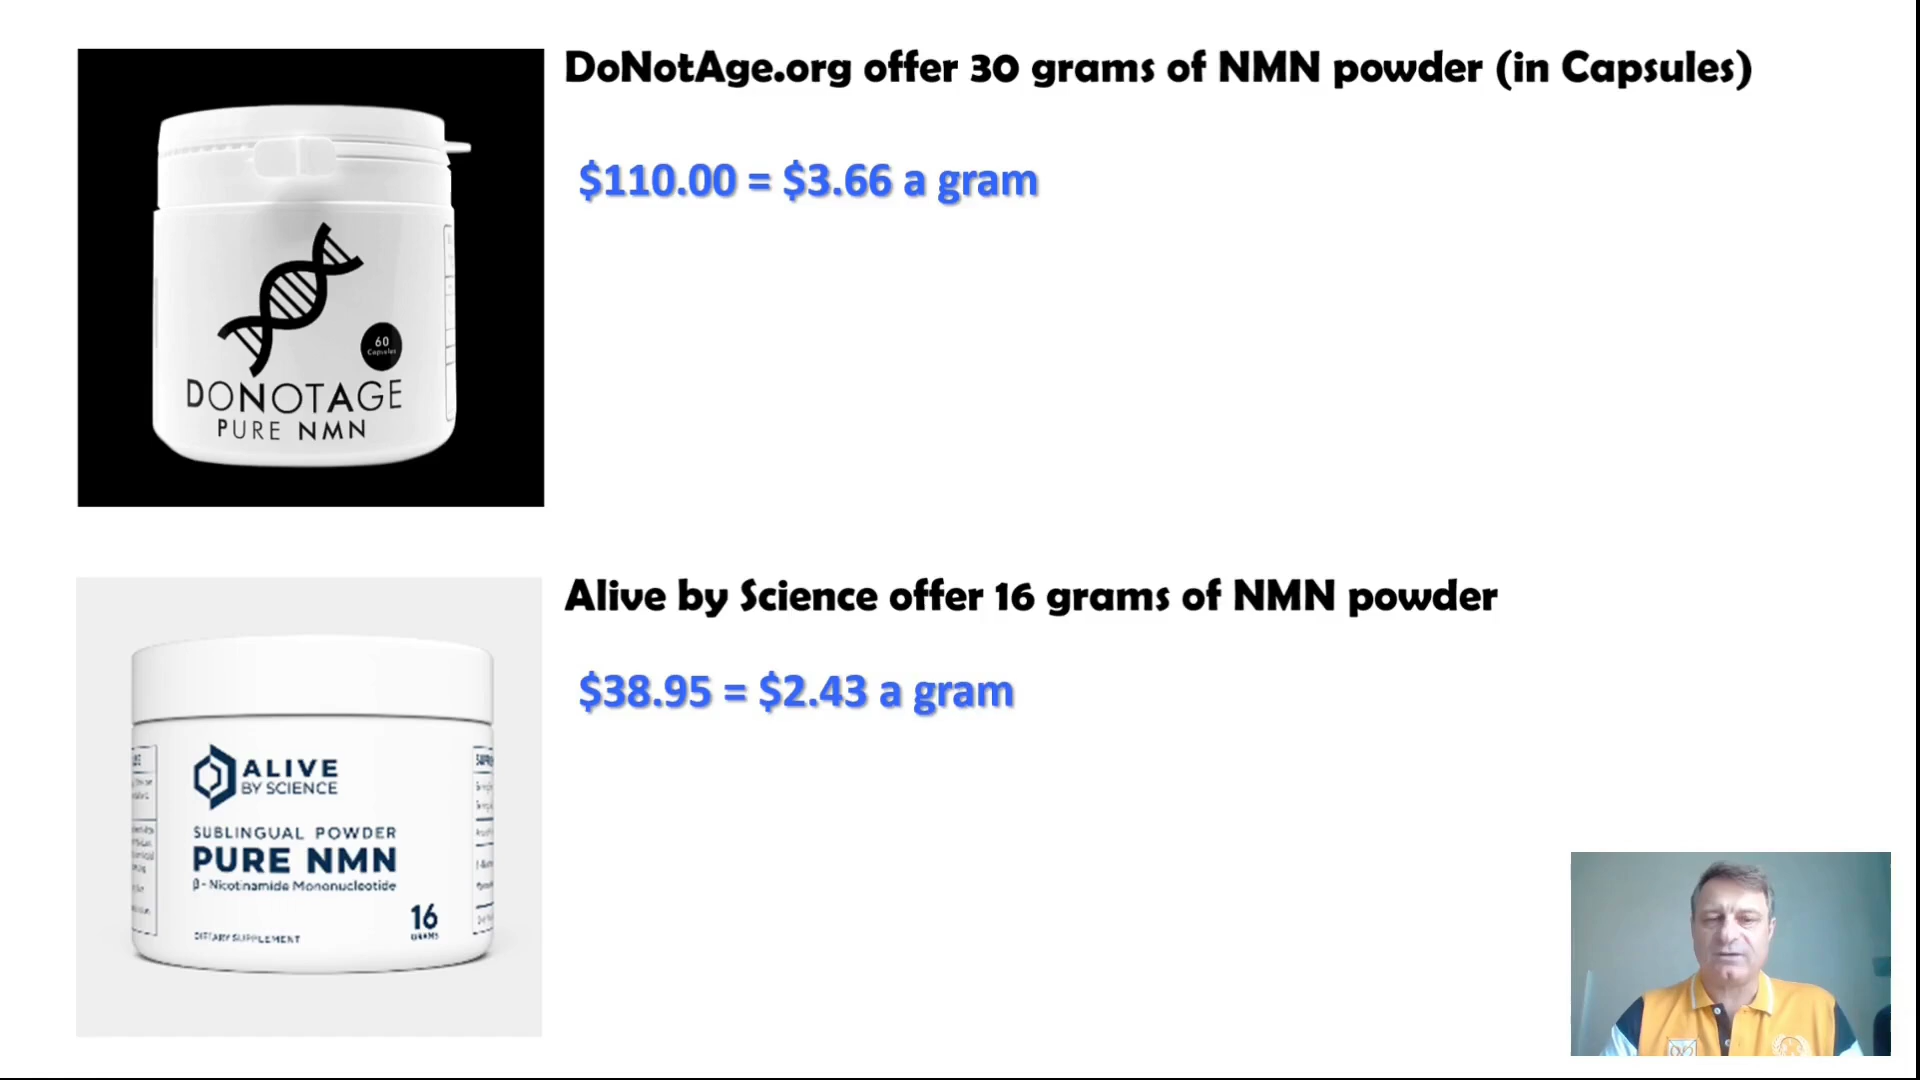 DoNotAge.org offer 30 grams of NMN powder (in Capsules)
$110.00 = $3.66 a gram
60
Capsules
DONOTAGE
PURE NMN
Alive by Science offer 16 grams of NMN powder
$38.95 = $2.43 a gram
ALIVE
BY SCIENCE
SUBLINGUAL POWDER
PURE NMN
β - Nicotinamide Mononucleotide
16
GRAMS
DIETARY SUPPLEMENT